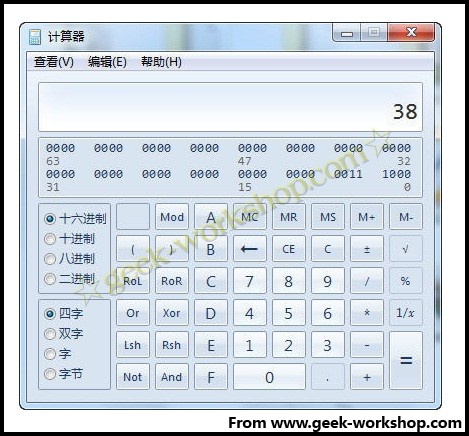 计算器
查看(V) 编辑(E) 帮助(H)
38
0000 0000 0000 0000 0000 0000 0000 0000
63 47 32
0000 0000 0000 0000 0000 0000 0011 1000
31 15 0
☆geek-workshop.com☆
十六进制 Mod A MC MR MS M+ M-
十进制 ( ) B ← CE C ± √
八进制
二进制 RoL RoR C 7 8 9 / %
四字 Or Xor D 4 5 6 * 1/x
双字
字 Lsh Rsh E 1 2 3 - =
字节 Not And F 0 . +
From www.geek-workshop.com